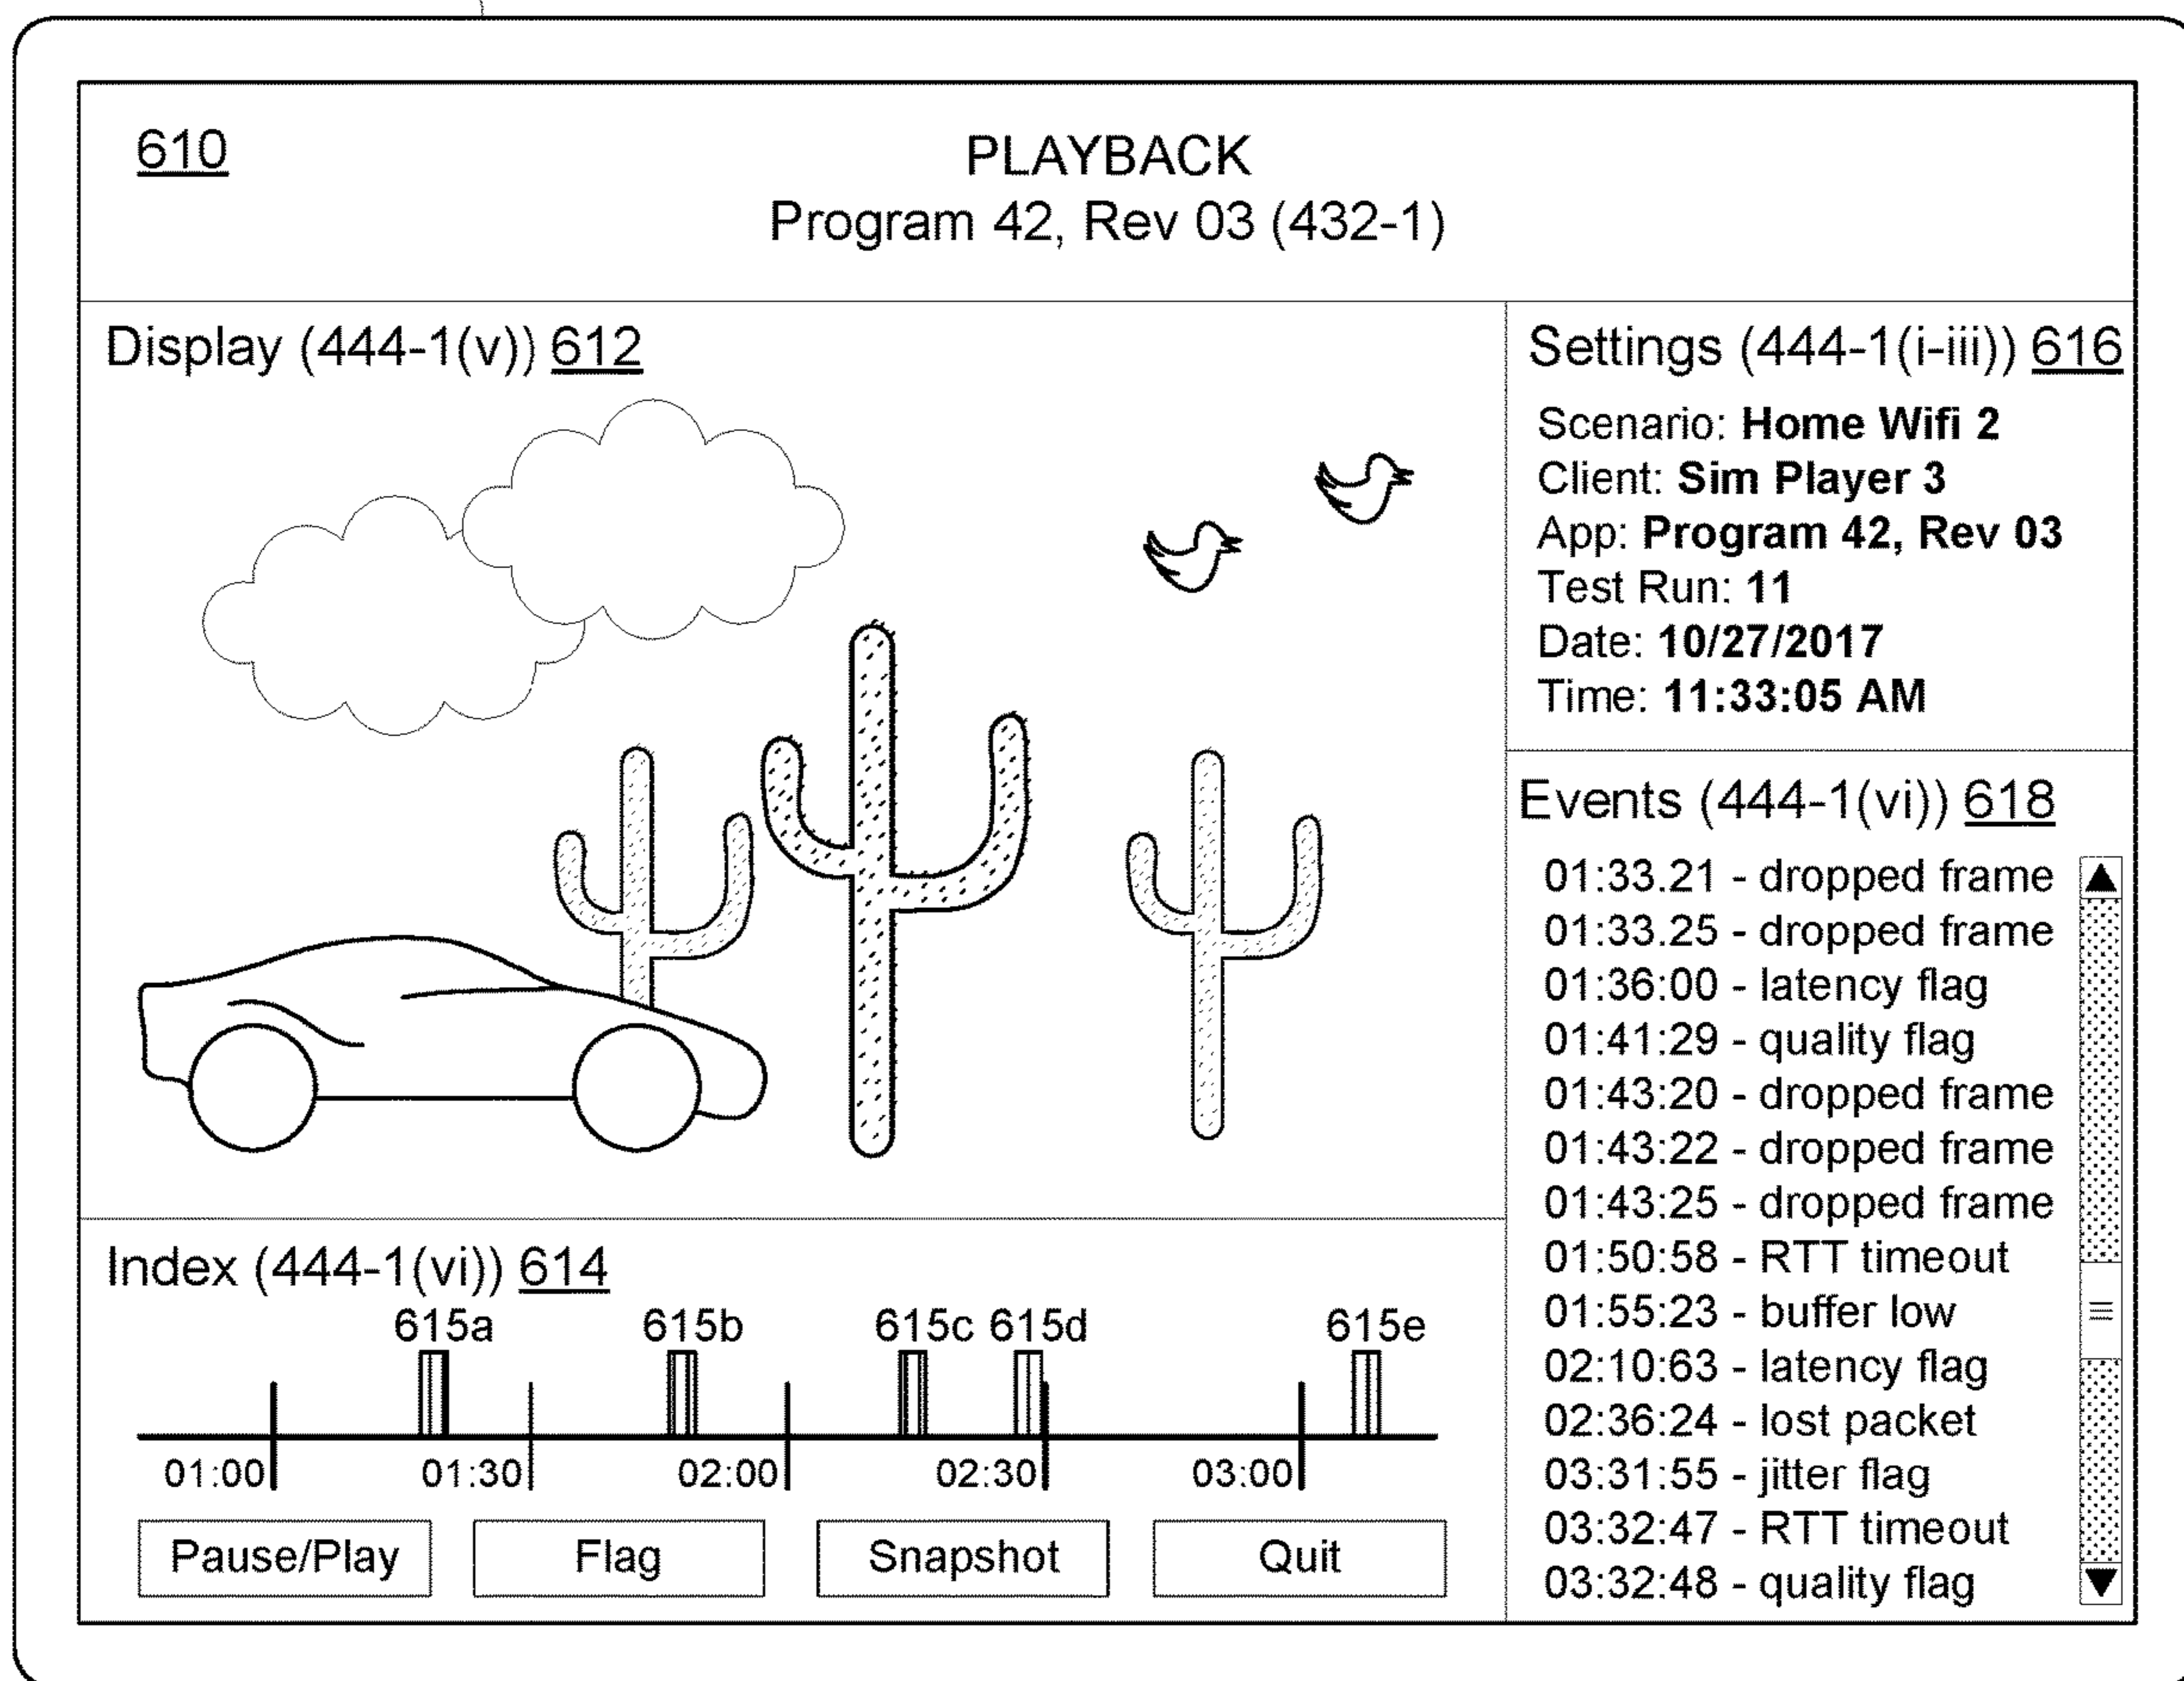 610
PLAYBACK
Program 42, Rev 03 (432-1)
Display (444-1(v)) 612
Settings (444-1(i-iii)) 616
Scenario: Home Wifi 2
Client: Sim Player 3
App: Program 42, Rev 03
Test Run: 11
Date: 10/27/2017
Time: 11:33:05 AM
Events (444-1(vi)) 618
01:33.21 - dropped frame
01:33.25 - dropped frame
01:36:00 - latency flag
01:41:29 - quality flag
01:43:20 - dropped frame
01:43:22 - dropped frame
01:43:25 - dropped frame
01:50:58 - RTT timeout
01:55:23 - buffer low
02:10:63 - latency flag
02:36:24 - lost packet
03:31:55 - jitter flag
03:32:47 - RTT timeout
03:32:48 - quality flag
Index (444-1(vi)) 614
615a 615b 615c 615d 615e
01:00 01:30 02:00 02:30 03:00
Pause/Play Flag Snapshot Quit